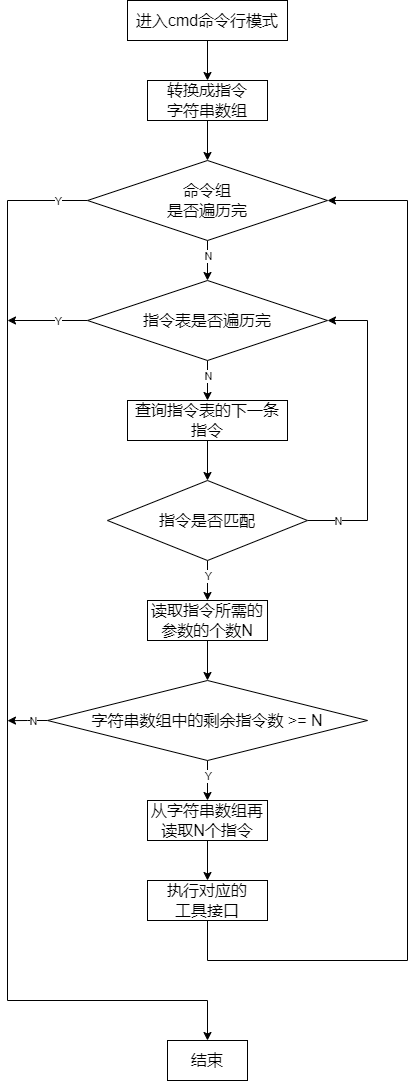 进入cmd命令行模式
转换成指令
字符串数组
命令组
是否遍历完
Y
N
指令表是否遍历完
Y
N
查询指令表的下一条
指令
指令是否匹配
N
Y
读取指令所需的
参数的个数N
字符串数组中的剩余指令数 >= N
N
Y
从字符串数组再
读取N个指令
执行对应的
工具接口
结束